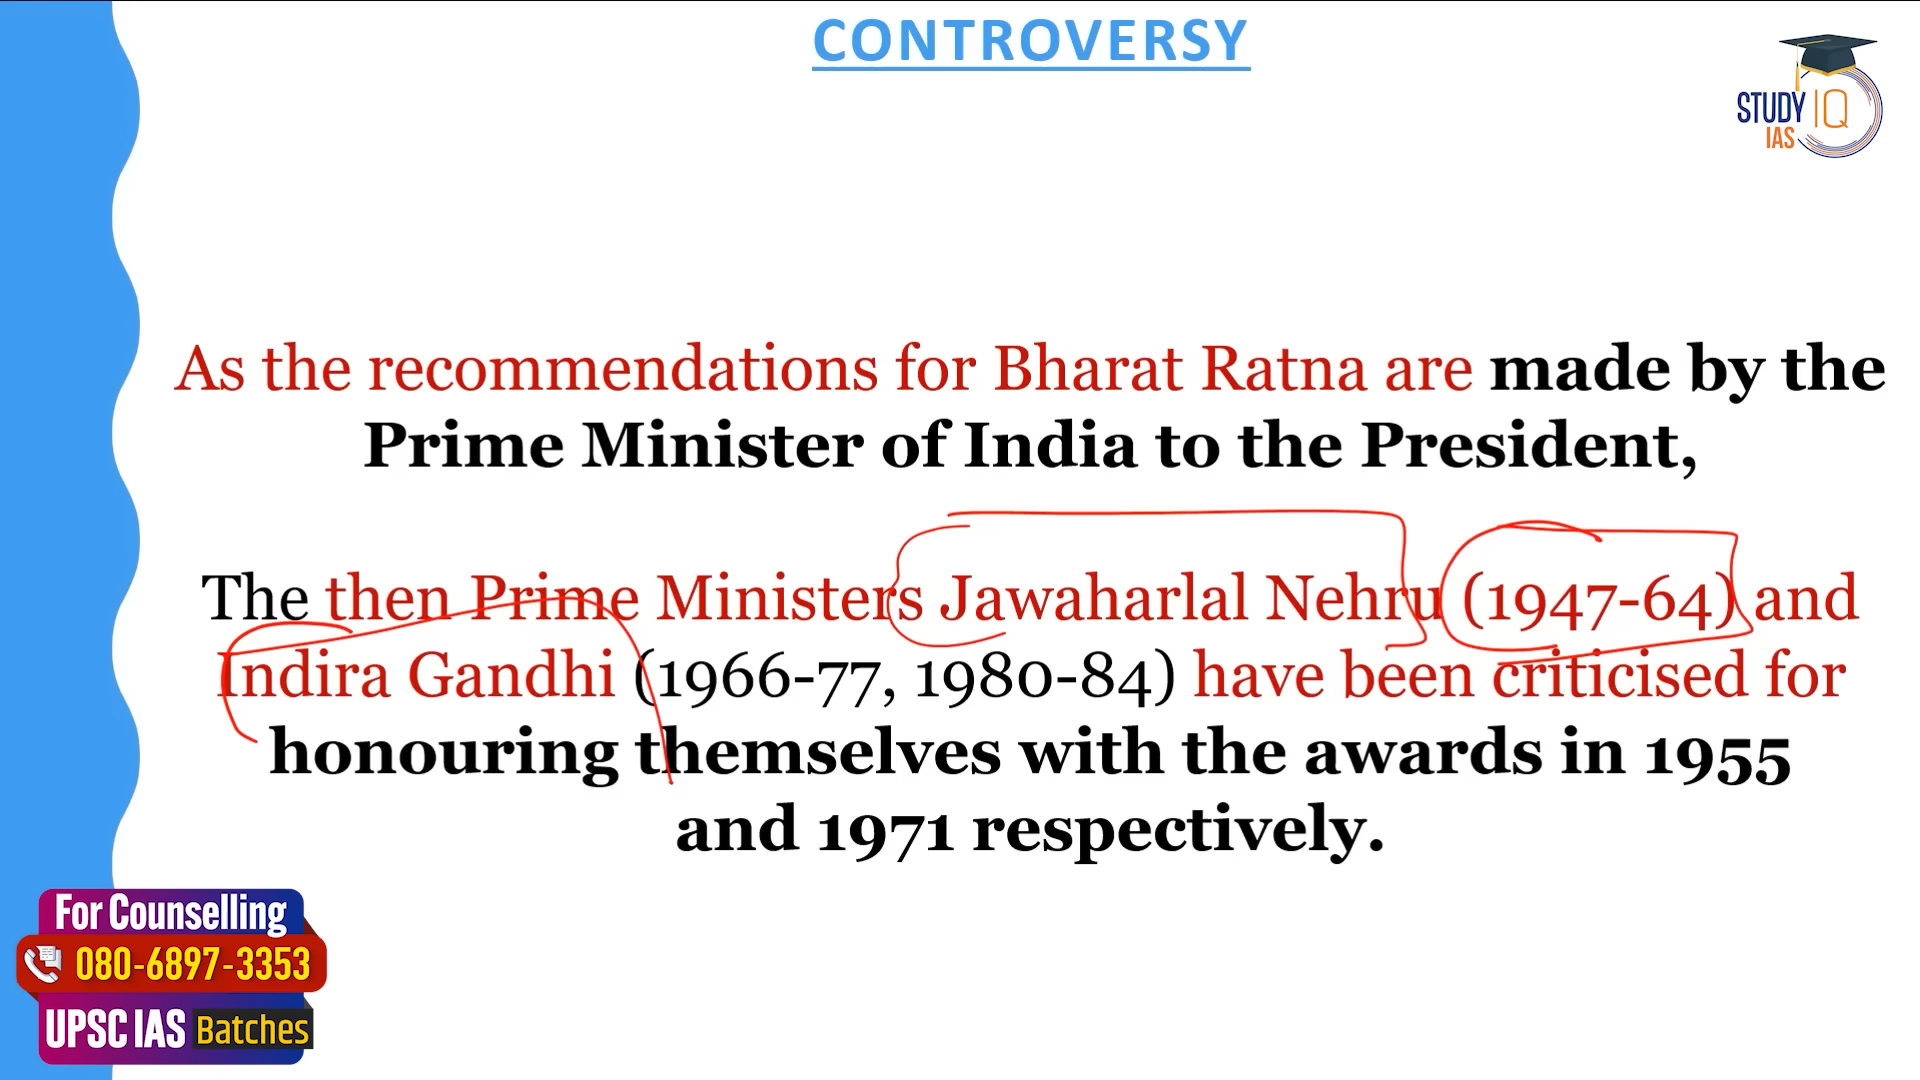 CONTROVERSY
STUDY IQ
IAS
As the recommendations for Bharat Ratna are made by the
Prime Minister of India to the President,
The then Prime Ministers Jawaharlal Nehru (1947-64) and
Indira Gandhi (1966-77, 1980-84) have been criticised for
honouring themselves with the awards in 1955
and 1971 respectively.
For Counselling
080-6897-3353
UPSC IAS Batches